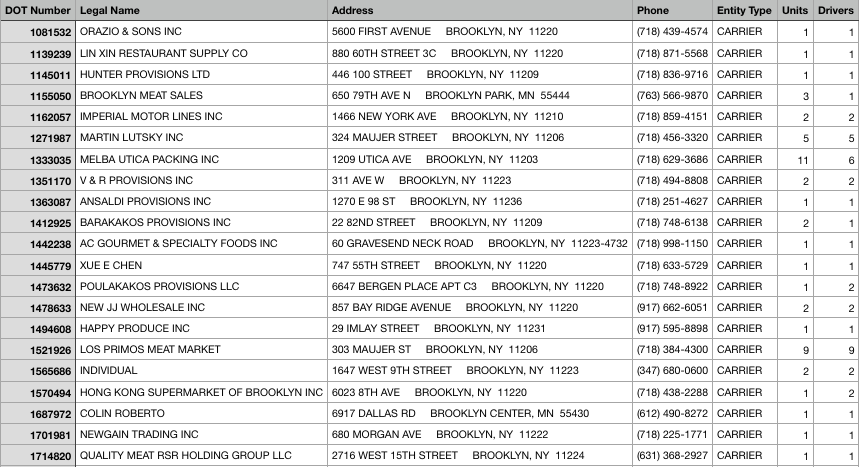 DOT Number Legal Name Address Phone Entity Type Units Drivers
1081532 ORAZIO & SONS INC 5600 FIRST AVENUE BROOKLYN, NY 11220 (718) 439-4574 CARRIER 1 1
1139239 LIN XIN RESTAURANT SUPPLY CO 880 60TH STREET 3C BROOKLYN, NY 11220 (718) 871-5568 CARRIER 1 1
1145011 HUNTER PROVISIONS LTD 446 100 STREET BROOKLYN, NY 11209 (718) 836-9716 CARRIER 1 1
1155050 BROOKLYN MEAT SALES 650 79TH AVE N BROOKLYN PARK, MN 55444 (763) 566-9870 CARRIER 3 1
1162057 IMPERIAL MOTOR LINES INC 1466 NEW YORK AVE BROOKLYN, NY 11210 (718) 859-4151 CARRIER 2 2
1271987 MARTIN LUTSKY INC 324 MAUJER STREET BROOKLYN, NY 11206 (718) 456-3320 CARRIER 5 5
1333035 MELBA UTICA PACKING INC 1209 UTICA AVE BROOKLYN, NY 11203 (718) 629-3686 CARRIER 11 6
1351170 V & R PROVISIONS INC 311 AVE W BROOKLYN, NY 11223 (718) 494-8808 CARRIER 2 2
1363087 ANSALDI PROVISIONS INC 1270 E 98 ST BROOKLYN, NY 11236 (718) 251-4627 CARRIER 1 1
1412925 BARAKAKOS PROVISIONS INC 22 82ND STREET BROOKLYN, NY 11209 (718) 748-6138 CARRIER 2 1
1442238 AC GOURMET & SPECIALTY FOODS INC 60 GRAVESEND NECK ROAD BROOKLYN, NY 11223-4732 (718) 998-1150 CARRIER 1 1
1445779 XUE E CHEN 747 55TH STREET BROOKLYN, NY 11220 (718) 633-5729 CARRIER 1 1
1473632 POULAKAKOS PROVISIONS LLC 6647 BERGEN PLACE APT C3 BROOKLYN, NY 11220 (718) 748-8922 CARRIER 1 2
1478633 NEW JJ WHOLESALE INC 857 BAY RIDGE AVENUE BROOKLYN, NY 11220 (917) 662-6051 CARRIER 2 2
1494608 HAPPY PRODUCE INC 29 IMLAY STREET BROOKLYN, NY 11231 (917) 595-8898 CARRIER 1 1
1521926 LOS PRIMOS MEAT MARKET 303 MAUJER ST BROOKLYN, NY 11206 (718) 384-4300 CARRIER 9 9
1565686 INDIVIDUAL 1647 WEST 9TH STREET BROOKLYN, NY 11223 (347) 680-0600 CARRIER 2 2
1570494 HONG KONG SUPERMARKET OF BROOKLYN INC 6023 8TH AVE BROOKLYN, NY 11220 (718) 438-2288 CARRIER 1 2
1687972 COLIN ROBERTO 6917 DALLAS RD BROOKLYN CENTER, MN 55430 (612) 490-8272 CARRIER 1 1
1701981 NEWGAIN TRADING INC 680 MORGAN AVE BROOKLYN, NY 11222 (718) 225-1771 CARRIER 1 1
1714820 QUALITY MEAT RSR HOLDING GROUP LLC 2716 WEST 15TH STREET BROOKLYN, NY 11224 (631) 368-2927 CARRIER 1 1